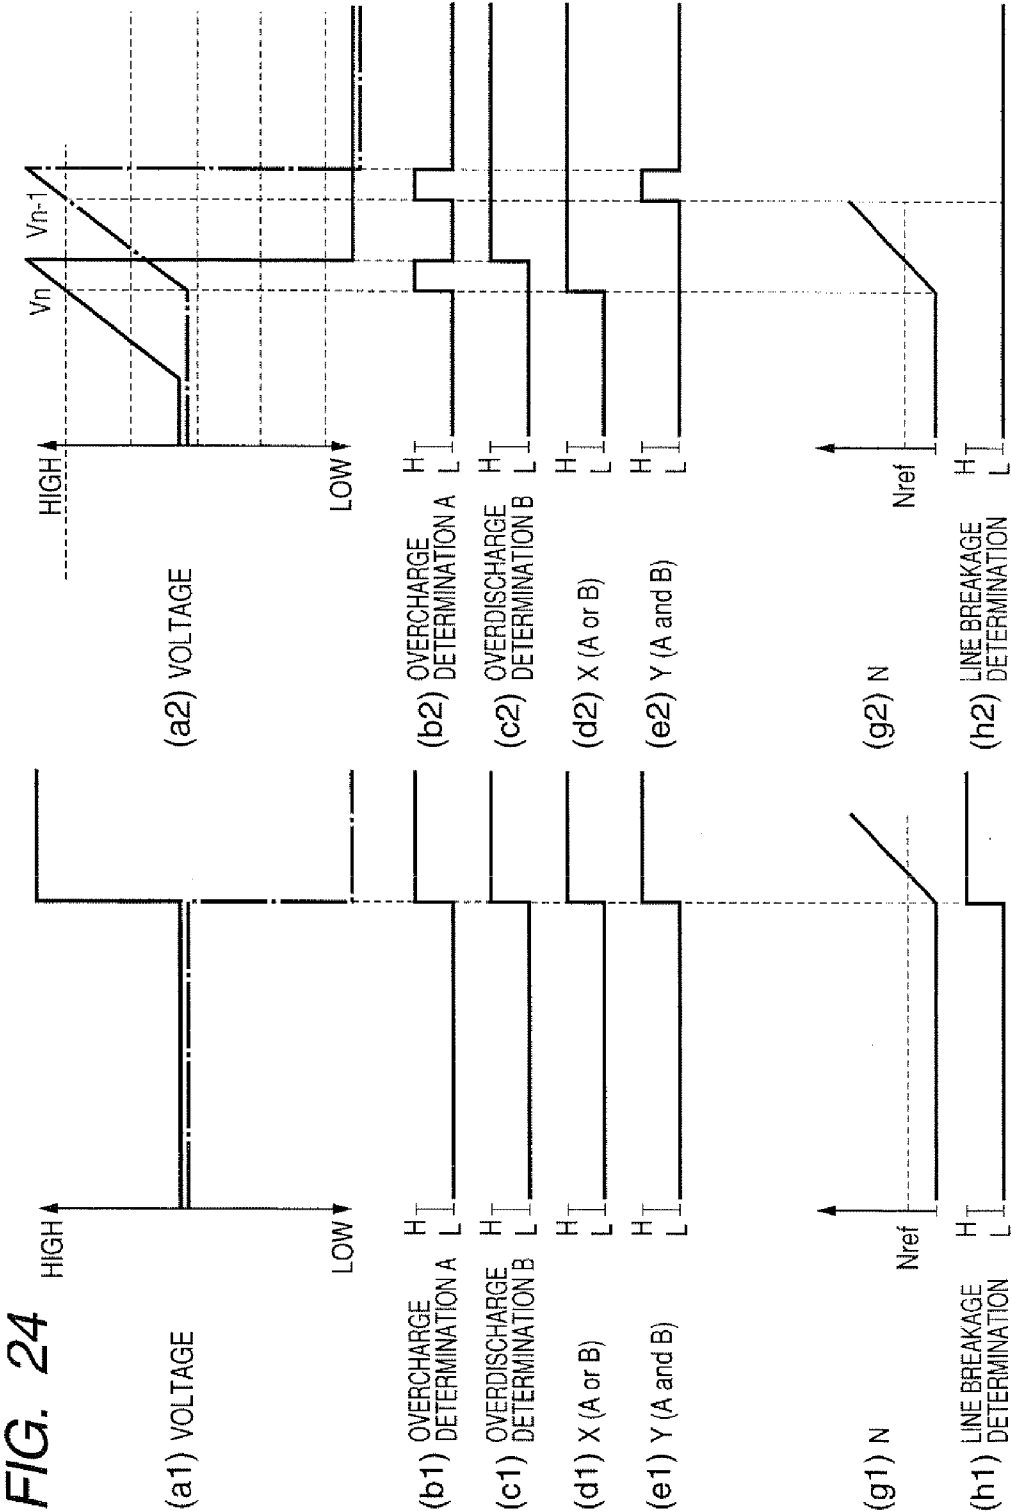 FIG. 24
(a1) VOLTAGE
HIGH
LOW
(b1) OVERCHARGE
DETERMINATION A
H
L
(c1) OVERDISCHARGE
DETERMINATION B
H
L
(d1) X (A or B)
H
L
(e1) Y (A and B)
H
L
(g1) N
Nref
(h1) LINE BREAKAGE
DETERMINATION
H
L
(a2) VOLTAGE
HIGH
LOW
Vn
Vn-1
(b2) OVERCHARGE
DETERMINATION A
H
L
(c2) OVERDISCHARGE
DETERMINATION B
H
L
(d2) X (A or B)
H
L
(e2) Y (A and B)
H
L
(g2) N
Nref
(h2) LINE BREAKAGE
DETERMINATION
H
L